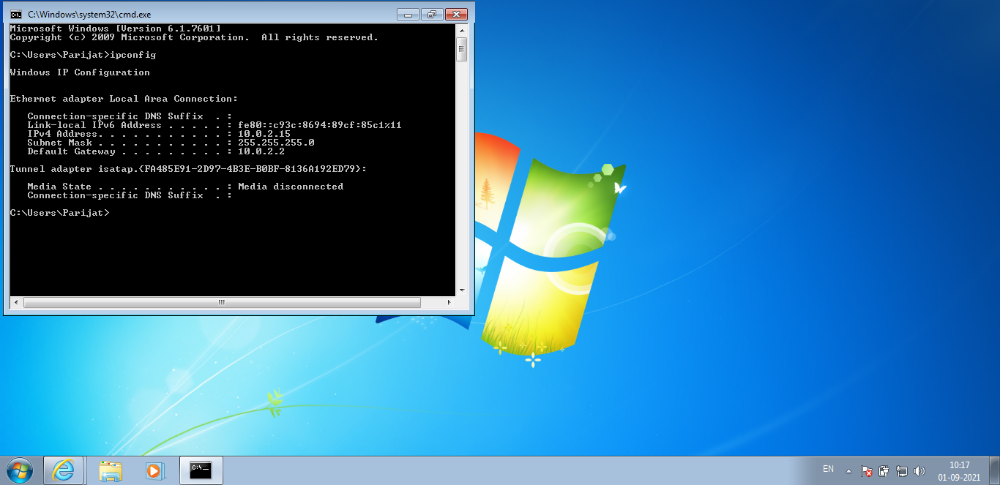 C:\Windows\system32\cmd.exe
Microsoft Windows [Version 6.1.7601]
Copyright (c) 2009 Microsoft Corporation.  All rights reserved.
C:\Users\Parijat>ipconfig
Windows IP Configuration
Ethernet adapter Local Area Connection:
   Connection-specific DNS Suffix  . :
   Link-local IPv6 Address . . . . . : fe80::c93c:8694:89cf:85c1%11
   IPv4 Address. . . . . . . . . . . : 10.0.2.15
   Subnet Mask . . . . . . . . . . . : 255.255.255.0
   Default Gateway . . . . . . . . . : 10.0.2.2
Tunnel adapter isatap.{FA485E91-2D97-4B3E-B0BF-8136A192ED79}:
   Media State . . . . . . . . . . . : Media disconnected
   Connection-specific DNS Suffix  . :
C:\Users\Parijat>
EN
10:17
01-09-2021